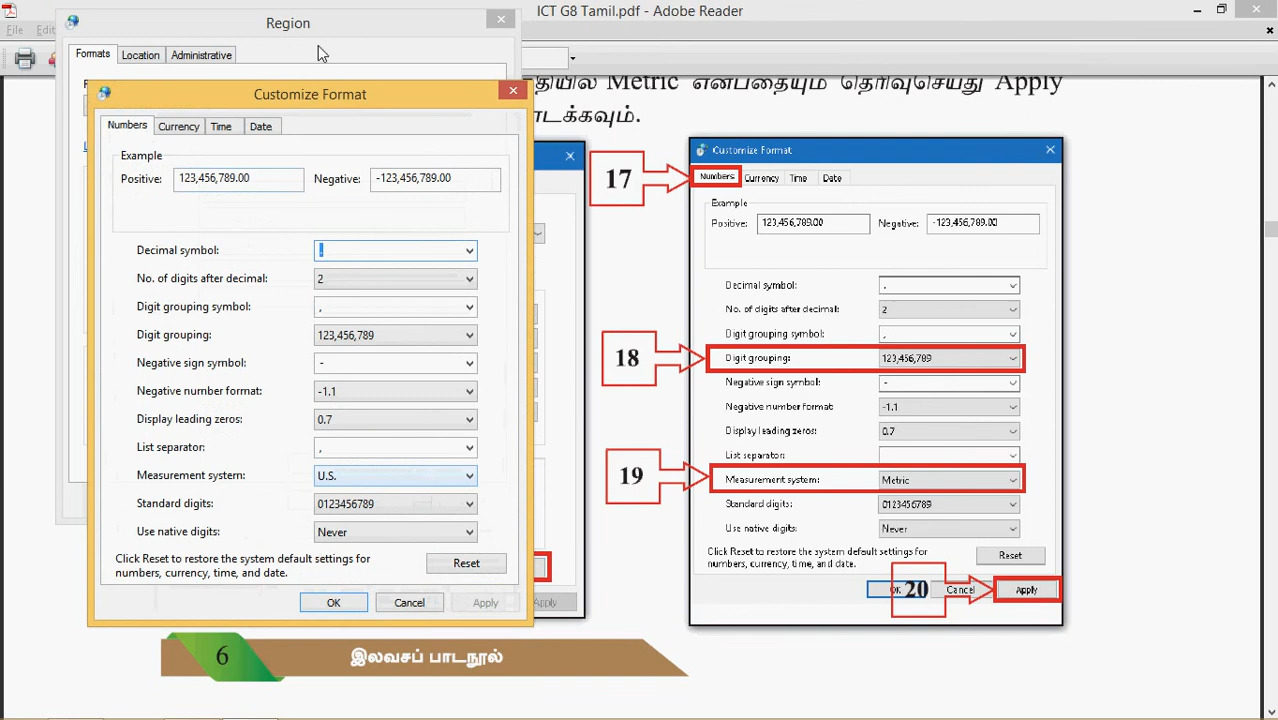 ICT G8 Tamil.pdf - Adobe Reader
File
Region
Formats Location Administrative
Metric என்பதையும் தெரிவுசெய்து Apply
Customize Format
Numbers Currency Time Date
Example
Positive: 123,456,789.00 Negative: -123,456,789.00
Decimal symbol: .
No. of digits after decimal: 2
Digit grouping symbol: ,
Digit grouping: 123,456,789
Negative sign symbol: -
Negative number format: -1.1
Display leading zeros: 0.7
List separator: ,
Measurement system: U.S.
Standard digits: 0123456789
Use native digits: Never
Click Reset to restore the system default settings for
numbers, currency, time, and date.
Reset
OK Cancel Apply
Apply
17
18
19
20
Customize Format
Numbers Currency Time Date
Example
Positive: 123,456,789.00 Negative: -123,456,789.00
Decimal symbol: .
No. of digits after decimal: 2
Digit grouping symbol: ,
Digit grouping: 123,456,789
Negative sign symbol: -
Negative number format: -1.1
Display leading zeros: 0.7
List separator:
Measurement system: Metric
Standard digits: 0123456789
Use native digits: Never
Click Reset to restore the system default settings for
numbers, currency, time, and date.
Reset
Cancel Apply
6 இலவசப் பாடநூல்